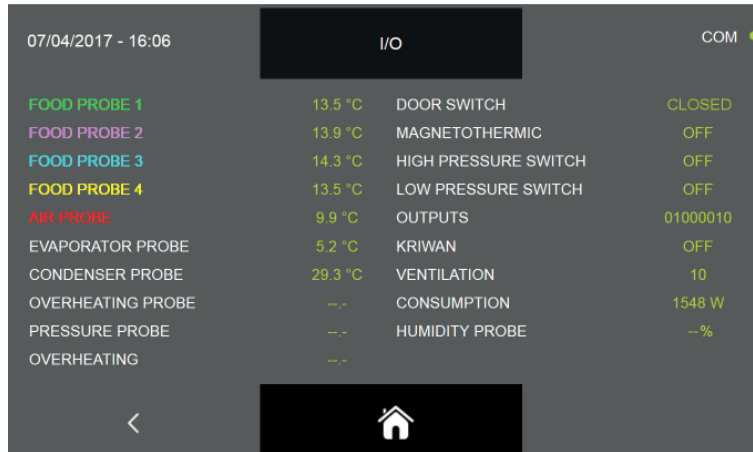 07/04/2017 - 16:06 I/O COM
FOOD PROBE 1 13.5 °C DOOR SWITCH CLOSED
FOOD PROBE 2 13.9 °C MAGNETOTHERMIC OFF
FOOD PROBE 3 14.3 °C HIGH PRESSURE SWITCH OFF
FOOD PROBE 4 13.5 °C LOW PRESSURE SWITCH OFF
AIR PROBE 9.9 °C OUTPUTS 01000010
EVAPORATOR PROBE 5.2 °C KRIWAN OFF
CONDENSER PROBE 29.3 °C VENTILATION 10
OVERHEATING PROBE --.- CONSUMPTION 1548 W
PRESSURE PROBE --.- HUMIDITY PROBE --%
OVERHEATING --.-